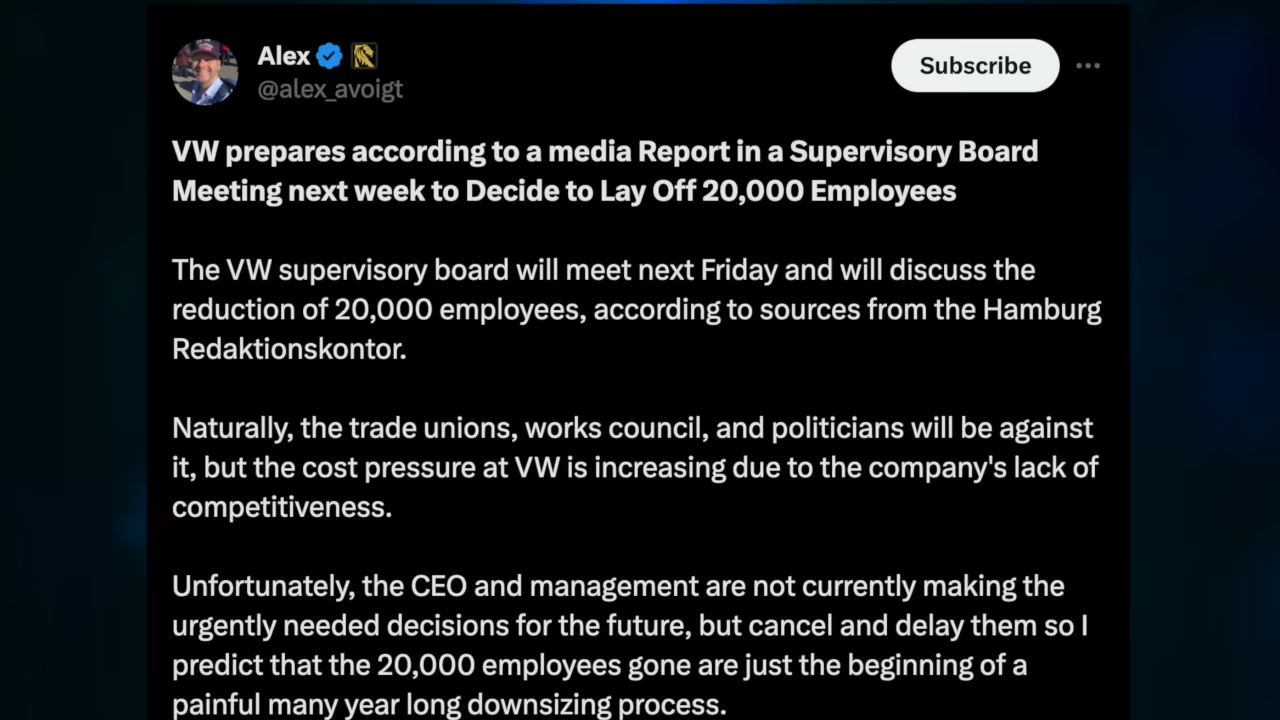 Alex
@alex_avoigt
Subscribe
VW prepares according to a media Report in a Supervisory Board
Meeting next week to Decide to Lay Off 20,000 Employees
The VW supervisory board will meet next Friday and will discuss the
reduction of 20,000 employees, according to sources from the Hamburg
Redaktionskontor.
Naturally, the trade unions, works council, and politicians will be against
it, but the cost pressure at VW is increasing due to the company's lack of
competitiveness.
Unfortunately, the CEO and management are not currently making the
urgently needed decisions for the future, but cancel and delay them so I
predict that the 20,000 employees gone are just the beginning of a
painful many year long downsizing process.